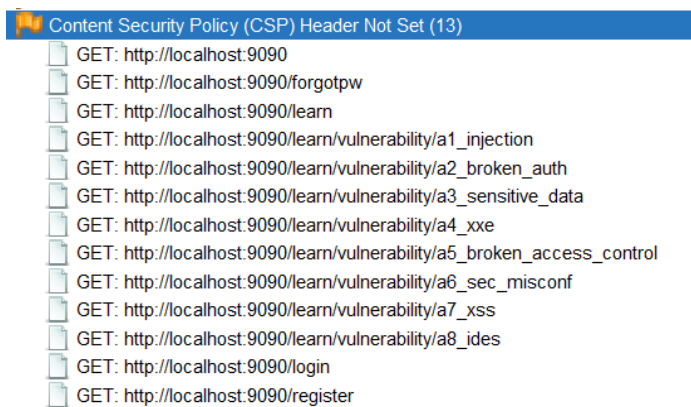 Content Security Policy (CSP) Header Not Set (13)
GET: http://localhost:9090
GET: http://localhost:9090/forgotpw
GET: http://localhost:9090/learn
GET: http://localhost:9090/learn/vulnerability/a1_injection
GET: http://localhost:9090/learn/vulnerability/a2_broken_auth
GET: http://localhost:9090/learn/vulnerability/a3_sensitive_data
GET: http://localhost:9090/learn/vulnerability/a4_xxe
GET: http://localhost:9090/learn/vulnerability/a5_broken_access_control
GET: http://localhost:9090/learn/vulnerability/a6_sec_misconf
GET: http://localhost:9090/learn/vulnerability/a7_xss
GET: http://localhost:9090/learn/vulnerability/a8_ides
GET: http://localhost:9090/login
GET: http://localhost:9090/register